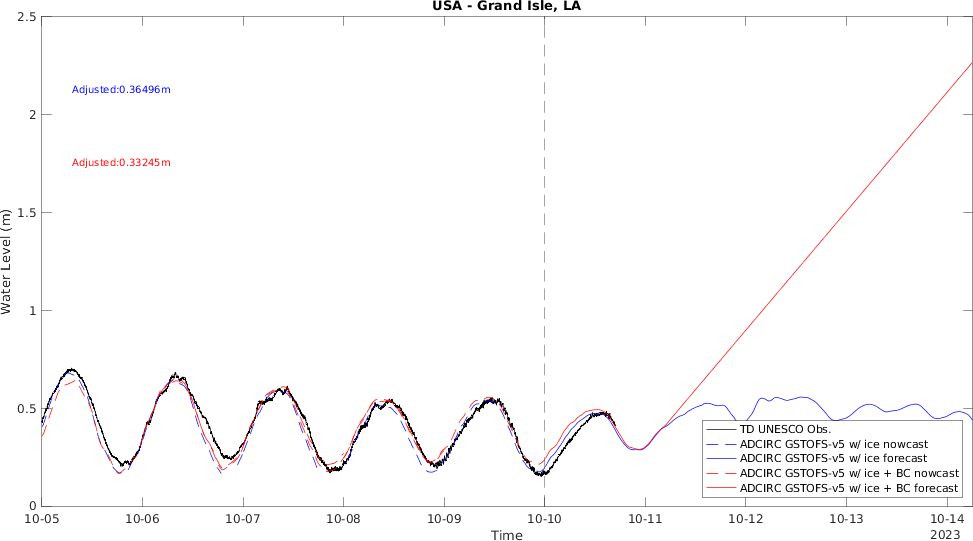 USA - Grand Isle, LA
2.5
Adjusted:0.36496m
2
Adjusted:0.33245m
1.5
Water Level (m)
1
0.5
TD UNESCO Obs.
ADCIRC GSTOFS-v5 w/ ice nowcast
ADCIRC GSTOFS-v5 w/ ice forecast
ADCIRC GSTOFS-v5 w/ ice + BC nowcast
ADCIRC GSTOFS-v5 w/ ice + BC forecast
0
10-05 10-06 10-07 10-08 10-09 10-10 10-11 10-12 10-13 10-14
Time
2023